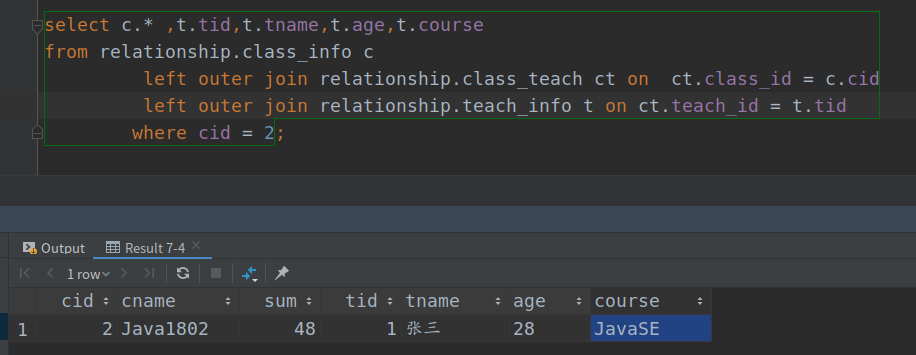 select c.* ,t.tid,t.tname,t.age,t.course
from relationship.class_info c
left outer join relationship.class_teach ct on  ct.class_id = c.cid
left outer join relationship.teach_info t on ct.teach_id = t.tid
where cid = 2;
Output Result 7-4
1 row
cid cname sum tid tname age course
1 2 Java1802 48 1 张三 28 JavaSE